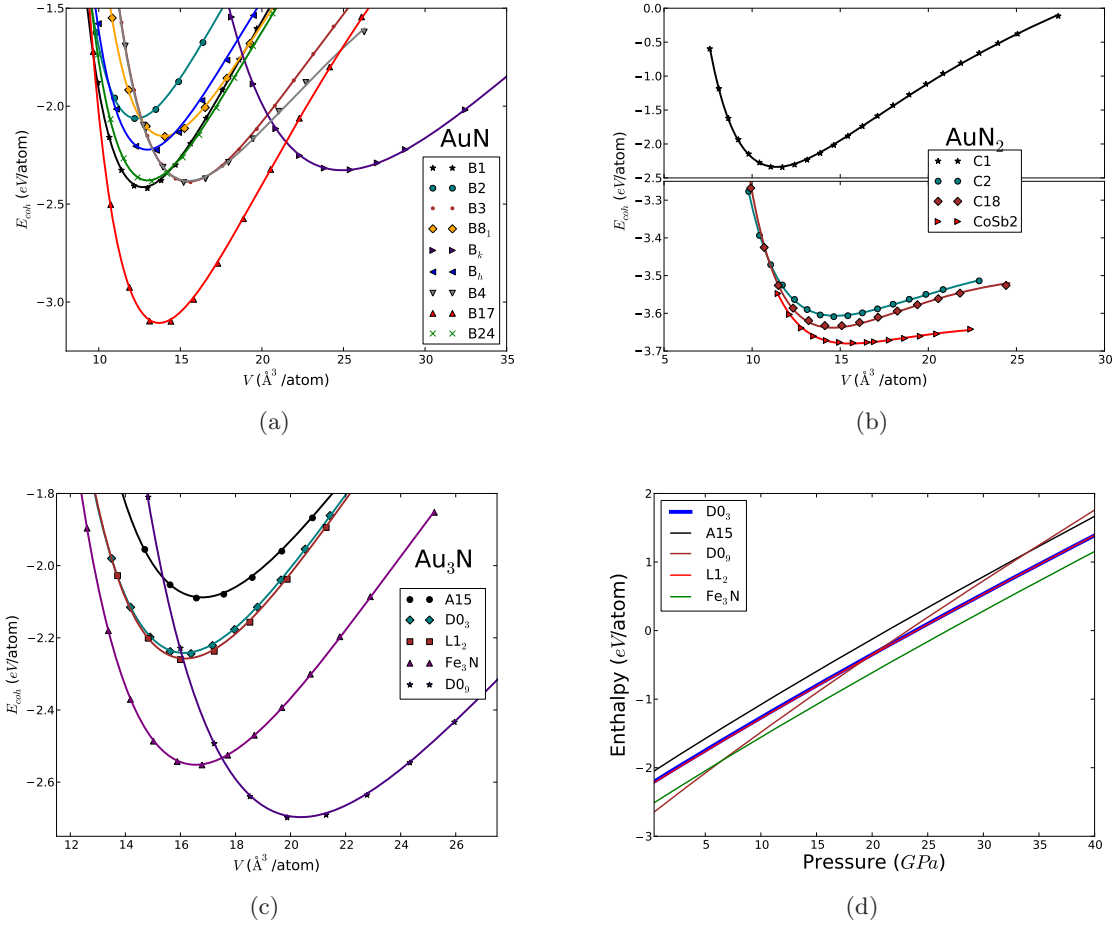 −1.5
−2.0
−2.5
−3.0
E_coh (eV/atom)
10 15 20 25 30 35
V (Å³ /atom)
AuN
B1
B2
B3
B8₁
Bₖ
Bₕ
B4
B17
B24
(a)
0.0
−0.5
−1.0
−1.5
−2.0
−2.5
−3.3
−3.4
−3.5
−3.6
−3.7
E_coh (eV/atom)
5 10 15 20 25 30
V (Å³ /atom)
AuN₂
C1
C2
C18
CoSb2
(b)
−1.8
−2.0
−2.2
−2.4
−2.6
E_coh (eV/atom)
12 14 16 18 20 22 24 26
V (Å³ /atom)
Au₃N
A15
D0₃
L1₂
Fe₃N
D0₉
(c)
2
1
0
−1
−2
−3
Enthalpy (eV/atom)
5 10 15 20 25 30 35 40
Pressure (GPa)
D0₃
A15
D0₉
L1₂
Fe₃N
(d)